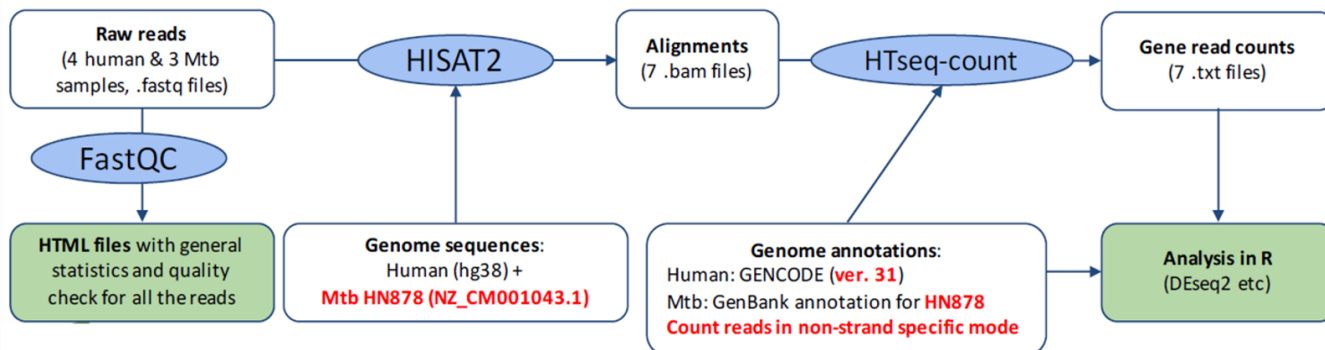 Raw reads
(4 human & 3 Mtb
samples, .fastq files)
HISAT2
Alignments
(7 .bam files)
HTseq-count
Gene read counts
(7 .txt files)
FastQC
HTML files with general
statistics and quality
check for all the reads
Genome sequences:
Human (hg38) +
Mtb HN878 (NZ_CM001043.1)
Genome annotations:
Human: GENCODE (ver. 31)
Mtb: GenBank annotation for HN878
Count reads in non-strand specific mode
Analysis in R
(DEseq2 etc)